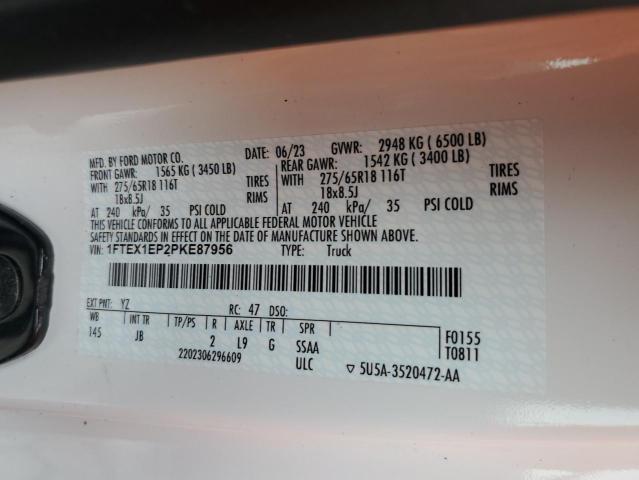 MFD. BY FORD MOTOR CO.
DATE: 06/23 GVWR: 2948 KG ( 6500 LB)
FRONT GAWR: 1565 KG ( 3450 LB)
REAR GAWR: 1542 KG ( 3400 LB)
WITH 275/65R18 116T TIRES
WITH 275/65R18 116T TIRES
18x8.5J RIMS
18x8.5J RIMS
AT 240 kPa/ 35 PSI COLD
AT 240 kPa/ 35 PSI COLD
THIS VEHICLE CONFORMS TO ALL APPLICABLE FEDERAL MOTOR VEHICLE
SAFETY STANDARDS IN EFFECT ON THE DATE OF MANUFACTURE SHOWN ABOVE.
VIN: 1FTEX1EP2PKE87956 TYPE: Truck
EXT PNT: YZ RC: 47 DSO:
WB INT TR TP/PS R AXLE TR SPR
145 JB 2 L9 G SSAA
F0155
T0811
2202306296609 ULC
▽ 5U5A-3520472-AA